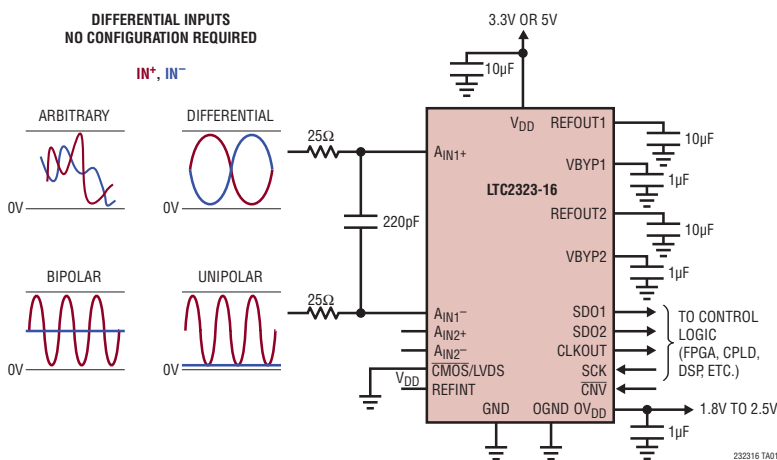 DIFFERENTIAL INPUTS
NO CONFIGURATION REQUIRED
IN+, IN−
ARBITRARY
DIFFERENTIAL
0V
0V
BIPOLAR
UNIPOLAR
0V
0V
25Ω
220pF
25Ω
3.3V OR 5V
10µF
VDD
AIN1+
LTC2323-16
AIN1−
AIN2+
AIN2−
CMOS/LVDS
VDD
REFINT
GND
OGND
OVDD
REFOUT1
10µF
VBYP1
1µF
REFOUT2
10µF
VBYP2
1µF
SDO1
SDO2
CLKOUT
SCK
CNV
TO CONTROL
LOGIC
(FPGA, CPLD,
DSP, ETC.)
1.8V TO 2.5V
1µF
232316 TA01